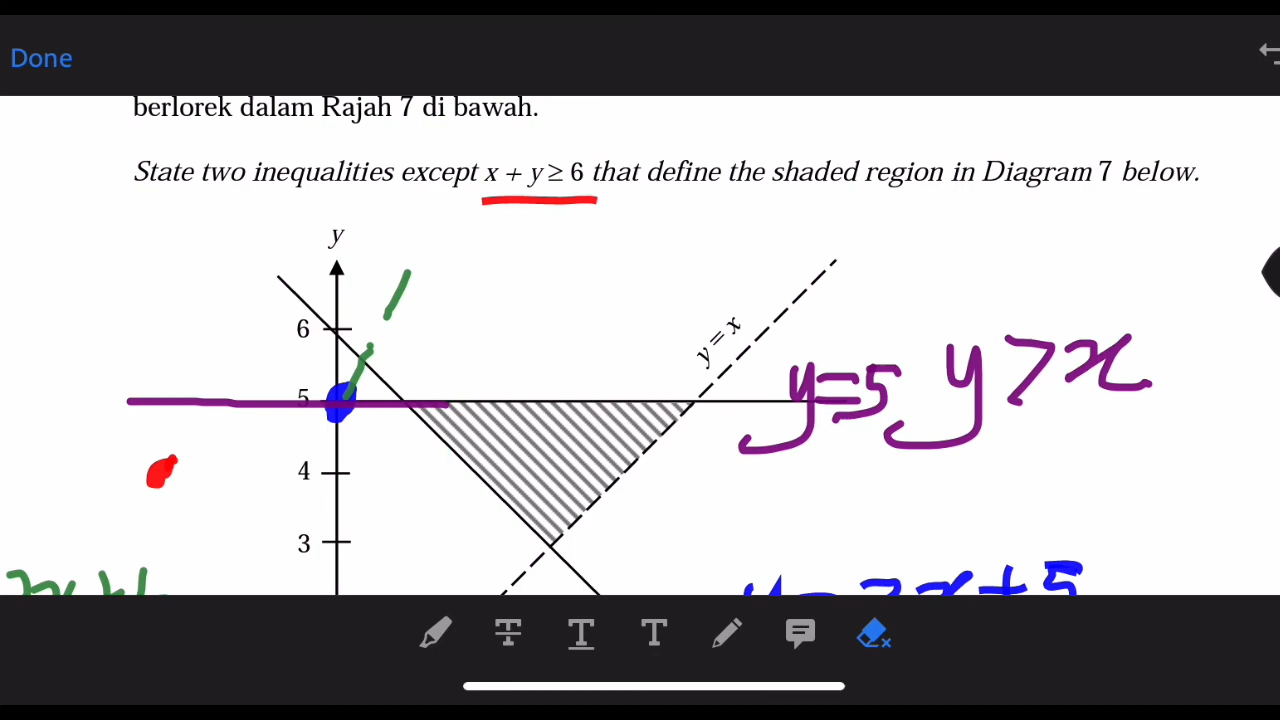 Done
berlorek dalam Rajah 7 di bawah.
State two inequalities except x + y ≥ 6 that define the shaded region in Diagram 7 below.
y
6
y = x
y=5 y > x
5
4
3
T T T